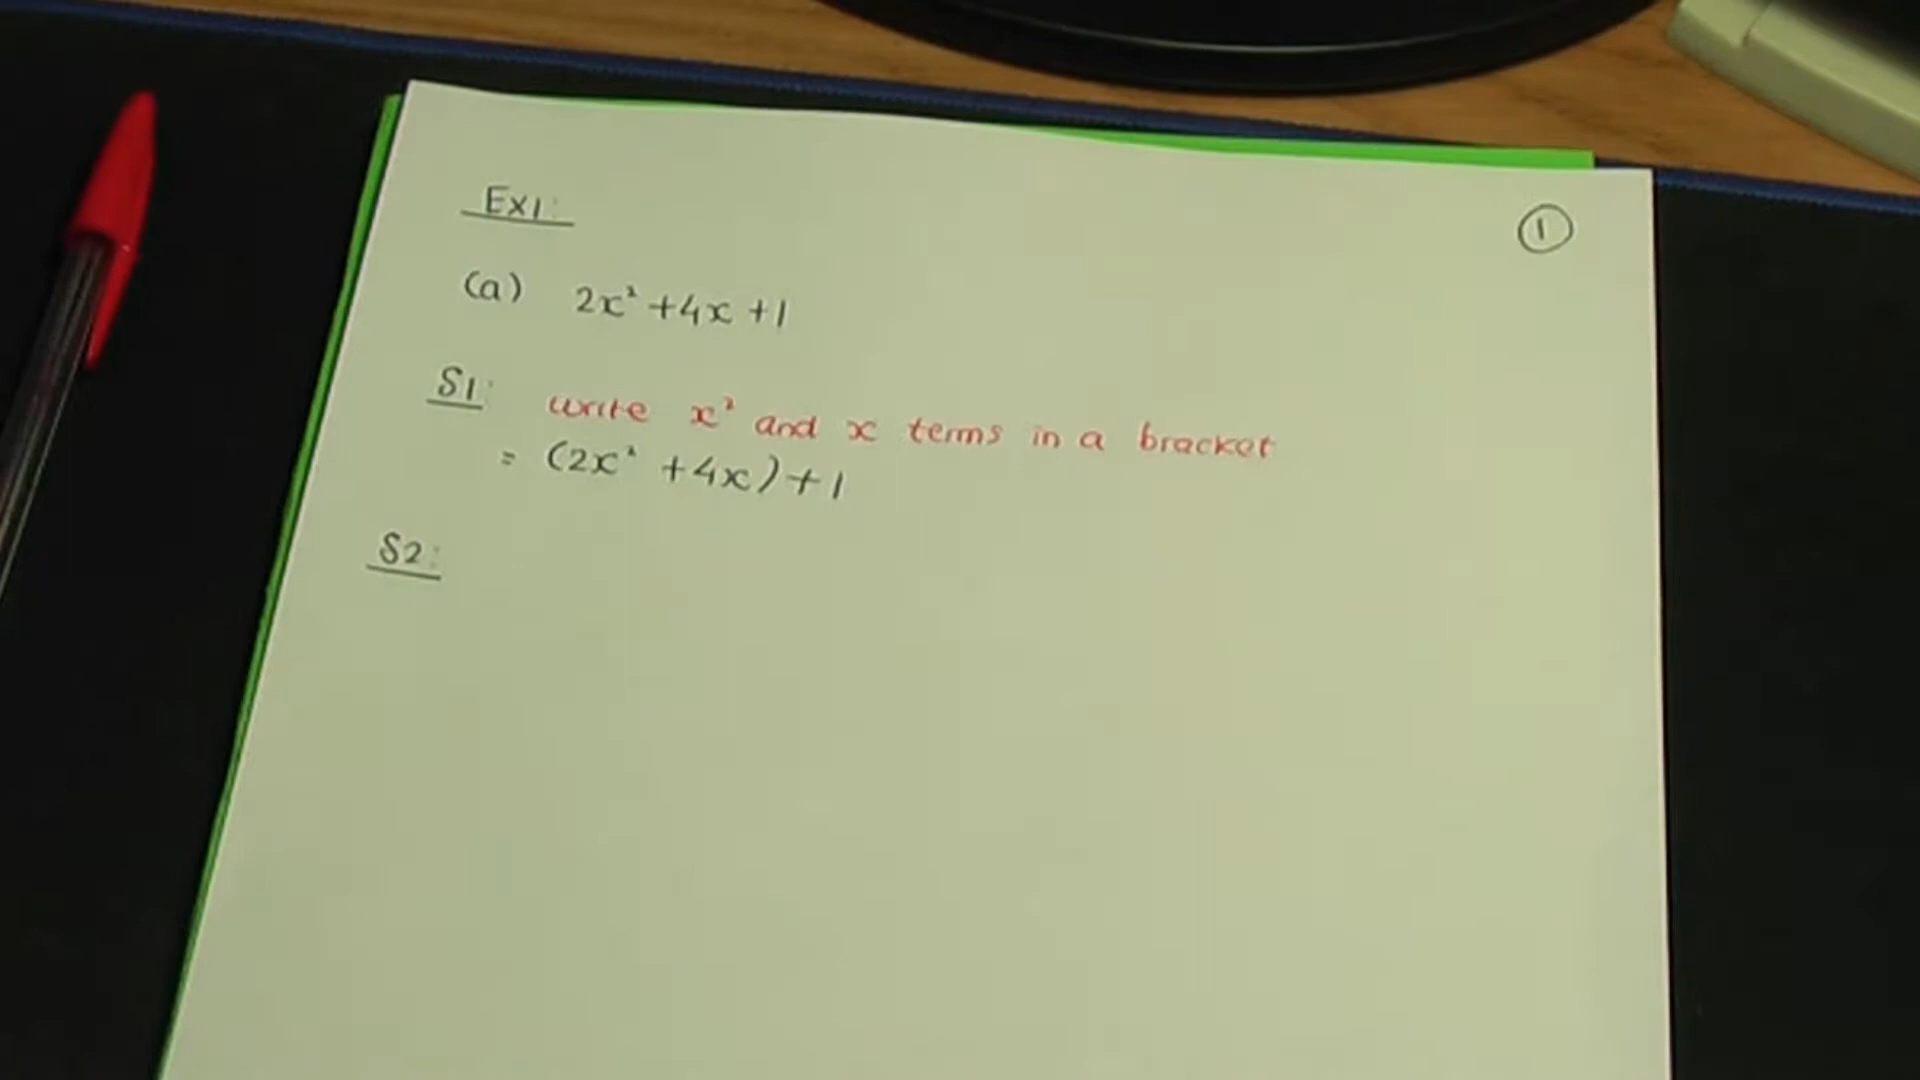 Ex1:
1
(a) 2x² +4x +1
S1: write x² and x terms in a bracket
= (2x² +4x)+1
S2: